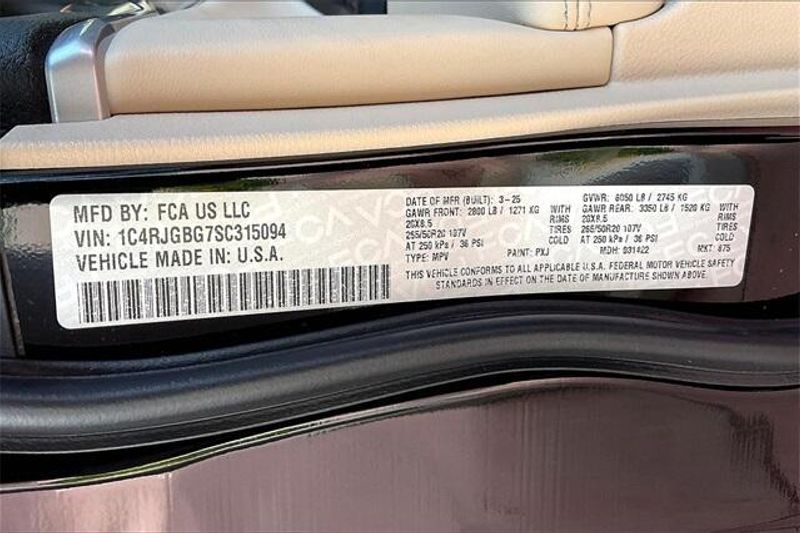 MFD BY: FCA US LLC
VIN: 1C4RJGBG7SC315094
VEHICLE MADE IN: U.S.A.
DATE OF MFR (BUILT): 3-25
GAWR FRONT: 2800 LB / 1271 KG
20X8.5 TIRES
265/50R20 107V
AT 250 kPa / 36 PSI COLD
TYPE: MPV
PAINT: PXJ
GVWR: 6050 LB / 2745 KG
GAWR REAR: 3350 LB / 1520 KG
20X8.5 TIRES
265/50R20 107V
AT 250 kPa / 36 PSI COLD
MDH: 031422
MKT: 875
THIS VEHICLE CONFORMS TO ALL APPLICABLE U.S.A. FEDERAL MOTOR VEHICLE SAFETY
STANDARDS IN EFFECT ON THE DATE OF MANUFACTURE SHOWN ABOVE.